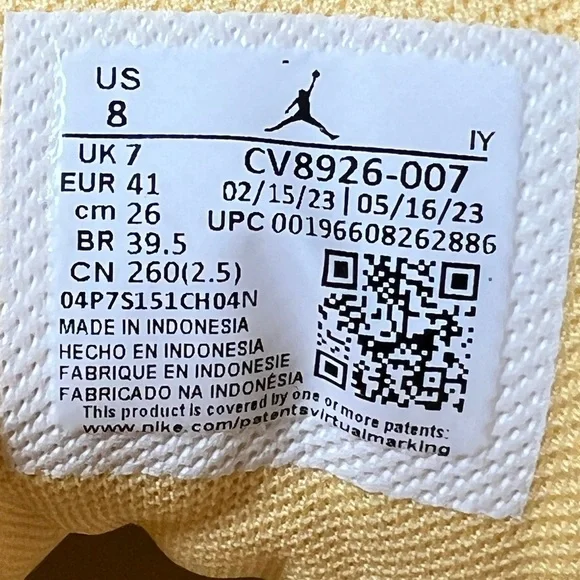 US
8
IY
UK 7
CV8926-007
EUR 41
02/15/23 | 05/16/23
cm 26
UPC 00196608262886
BR 39.5
CN 260(2.5)
04P7S151CH04N
MADE IN INDONESIA
HECHO EN INDONESIA
FABRIQUE EN INDONESIE
FABRICADO NA INDONÉSIA
This product is covered by one or more patents:
www.nike.com/patentsvirtualmarking